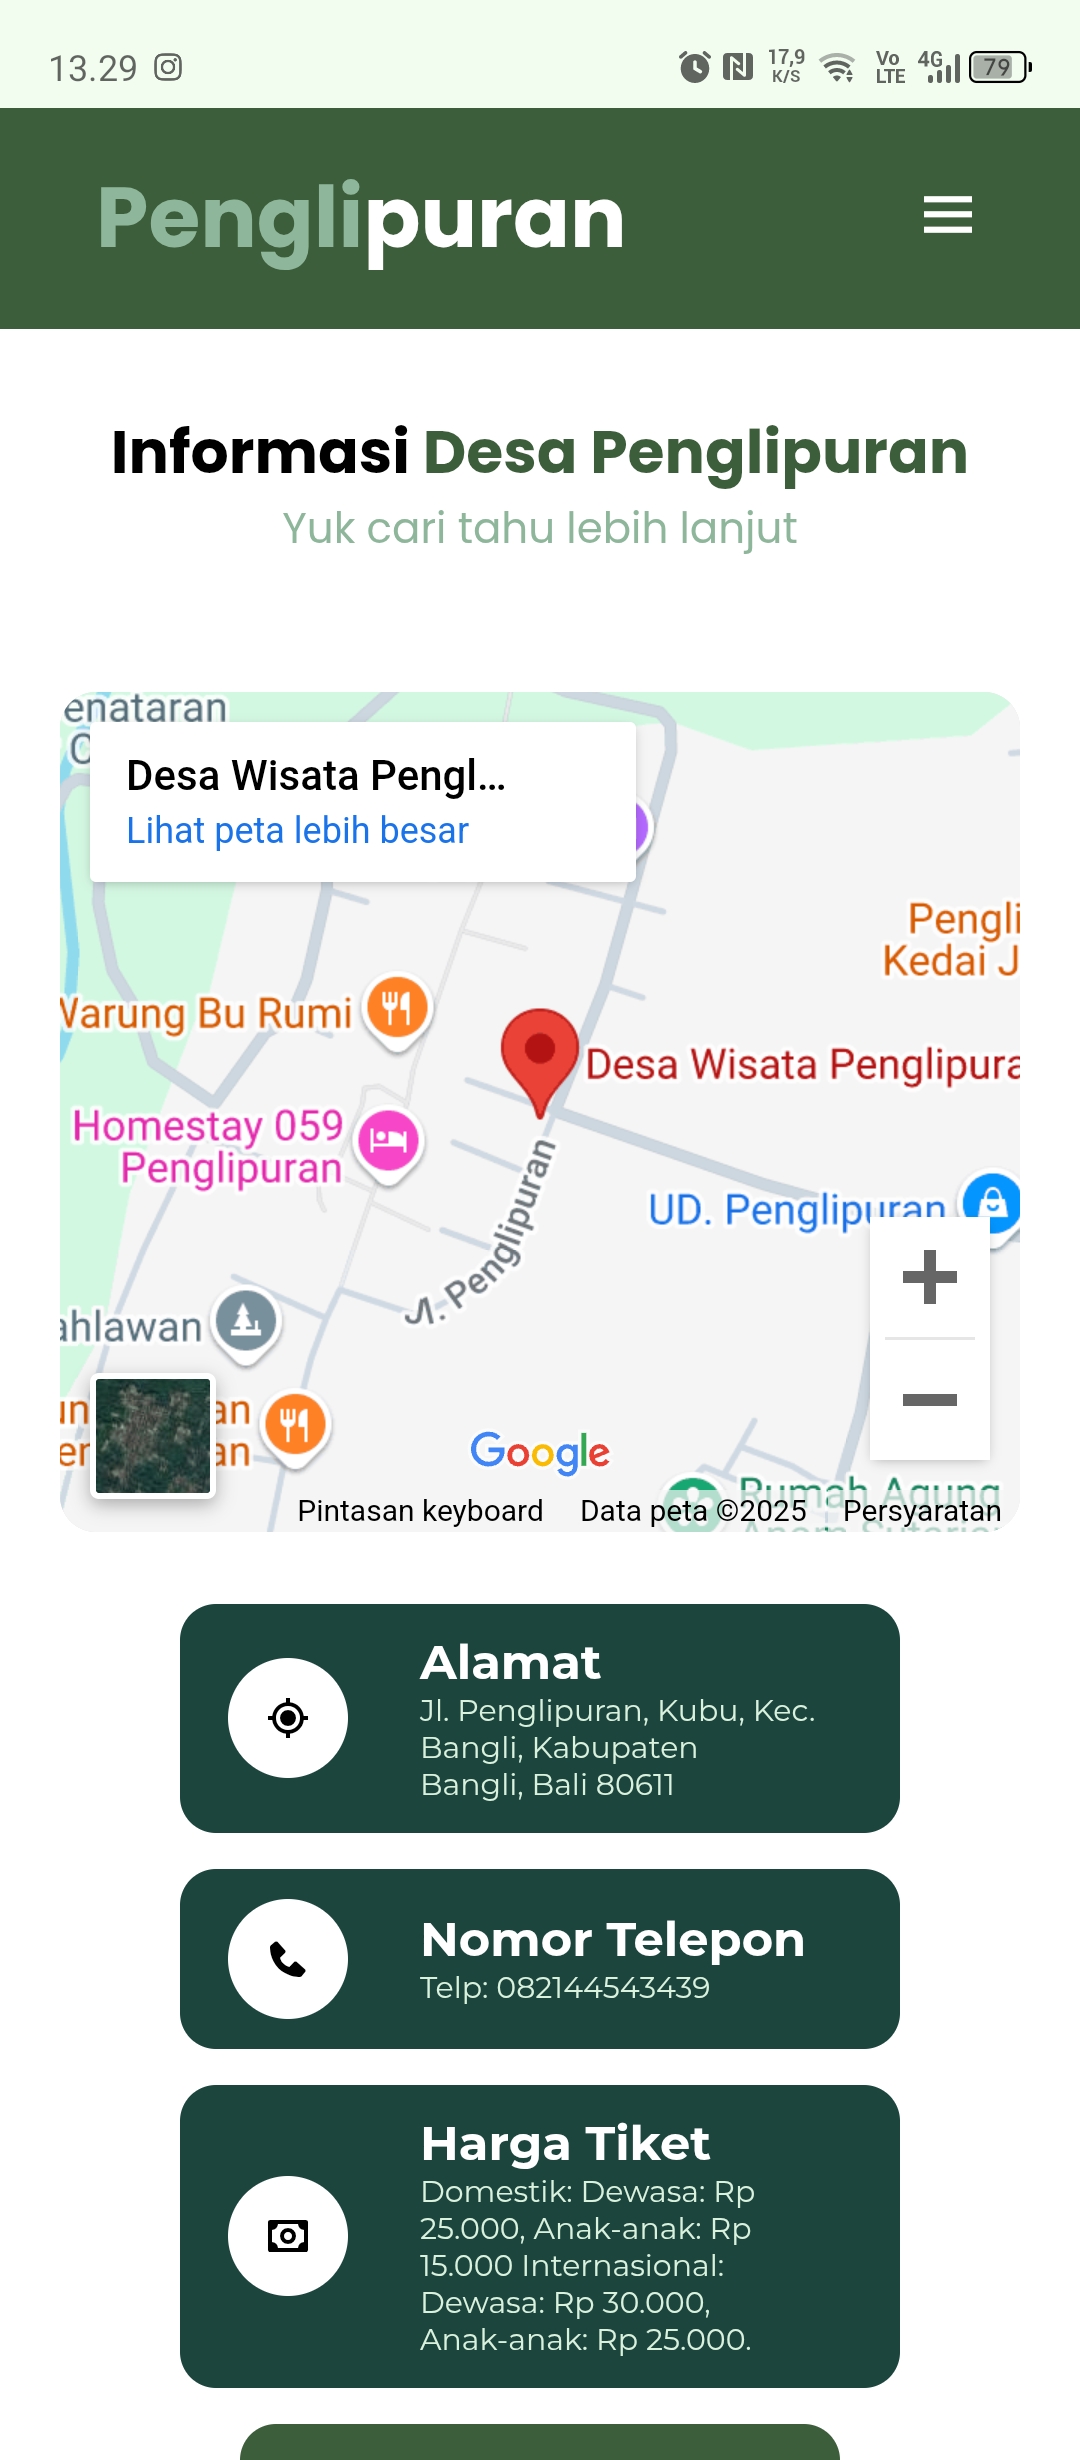 13.29
17,9
K/S
Vo
LTE
4G
79
Penglipuran
Informasi Desa Penglipuran
Yuk cari tahu lebih lanjut
enataran
Desa Wisata Pengl...
Lihat peta lebih besar
Pengli
Kedai J
Warung Bu Rumi
Desa Wisata Penglipura
Homestay 059
Penglipuran
UD. Penglipuran
Jl. Penglipuran
ahlawan
an
an
Google
Rumah Agung
Pintasan keyboard
Data peta ©2025
Persyaratan
Alamat
Jl. Penglipuran, Kubu, Kec.
Bangli, Kabupaten
Bangli, Bali 80611
Nomor Telepon
Telp: 082144543439
Harga Tiket
Domestik: Dewasa: Rp
25.000, Anak-anak: Rp
15.000 Internasional:
Dewasa: Rp 30.000,
Anak-anak: Rp 25.000.